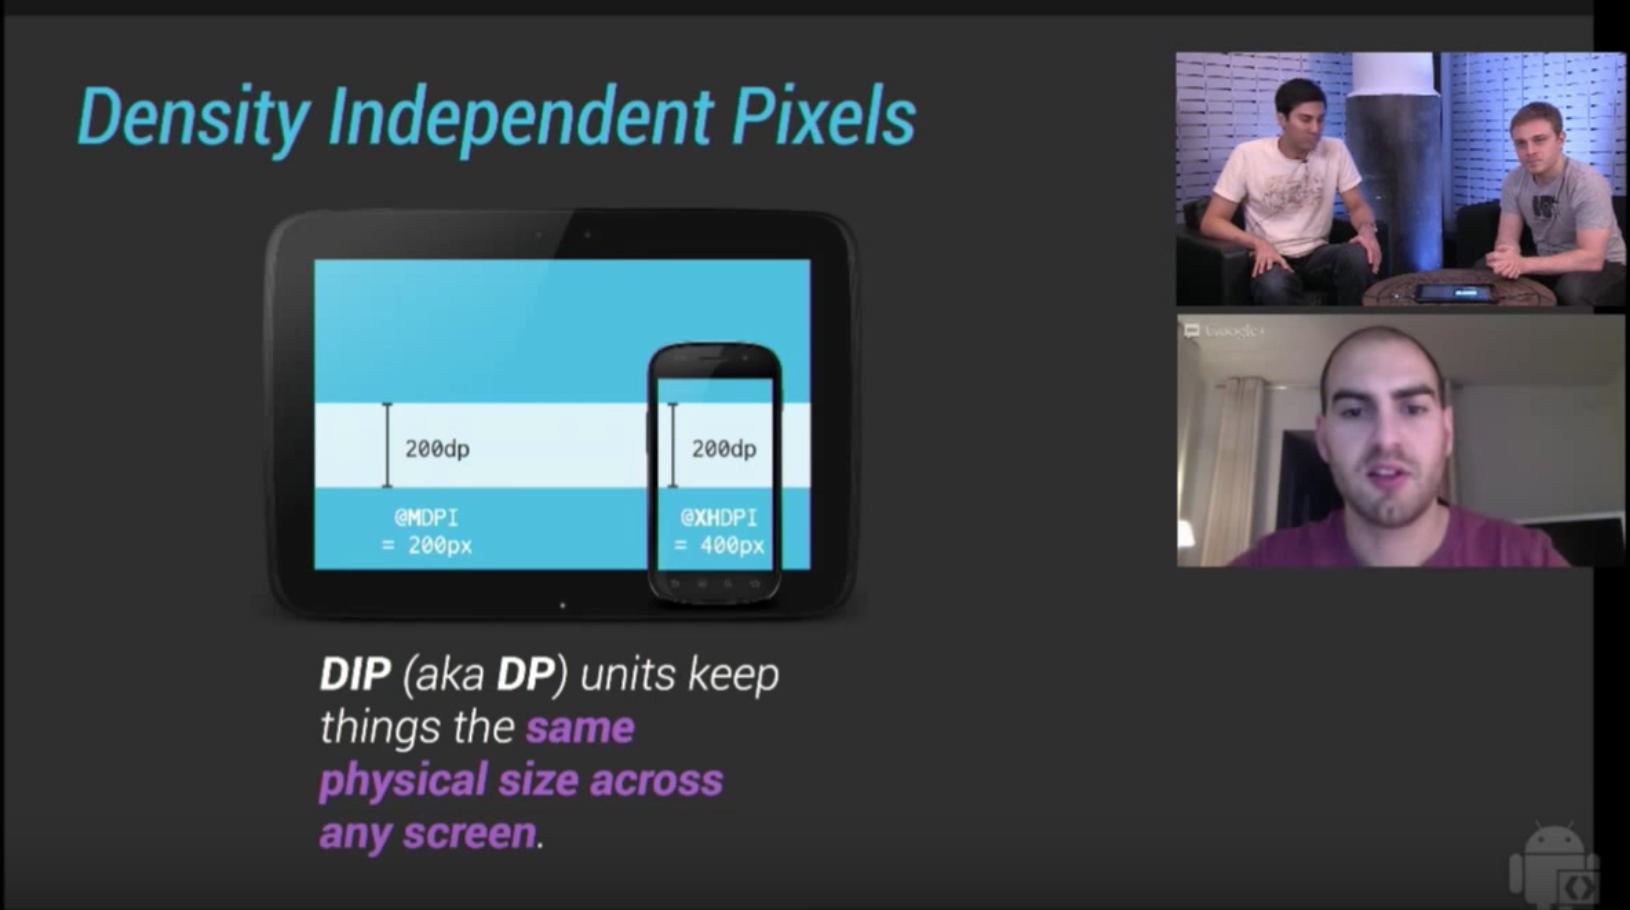 Density Independent Pixels
Google+
200dp
200dp
@MDPI
= 200px
@XHDPI
= 400px
DIP (aka DP) units keep
things the same
physical size across
any screen.